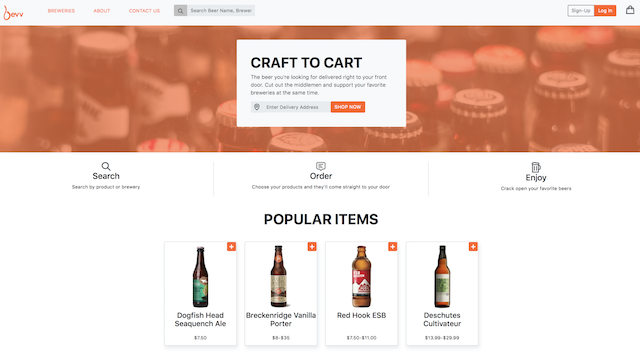 Bevv
BREWERIES
ABOUT
CONTACT US
Search Beer Name, Brewer
Sign-Up
Log In
CRAFT TO CART
The beer you're looking for delivered right to your front
door. Cut out the middlemen and support your favorite
breweries at the same time.
Enter Delivery Address
SHOP NOW
Search
Search by product or brewery
Order
Choose your products and they'll come straight to your door
Enjoy
Crack open your favorite beers
POPULAR ITEMS
Dogfish Head
Seaquench Ale
$7.50
Breckenridge Vanilla
Porter
$8-$35
Red Hook ESB
$7.50-$11.00
Deschutes
Cultivateur
$13.99-$29.99